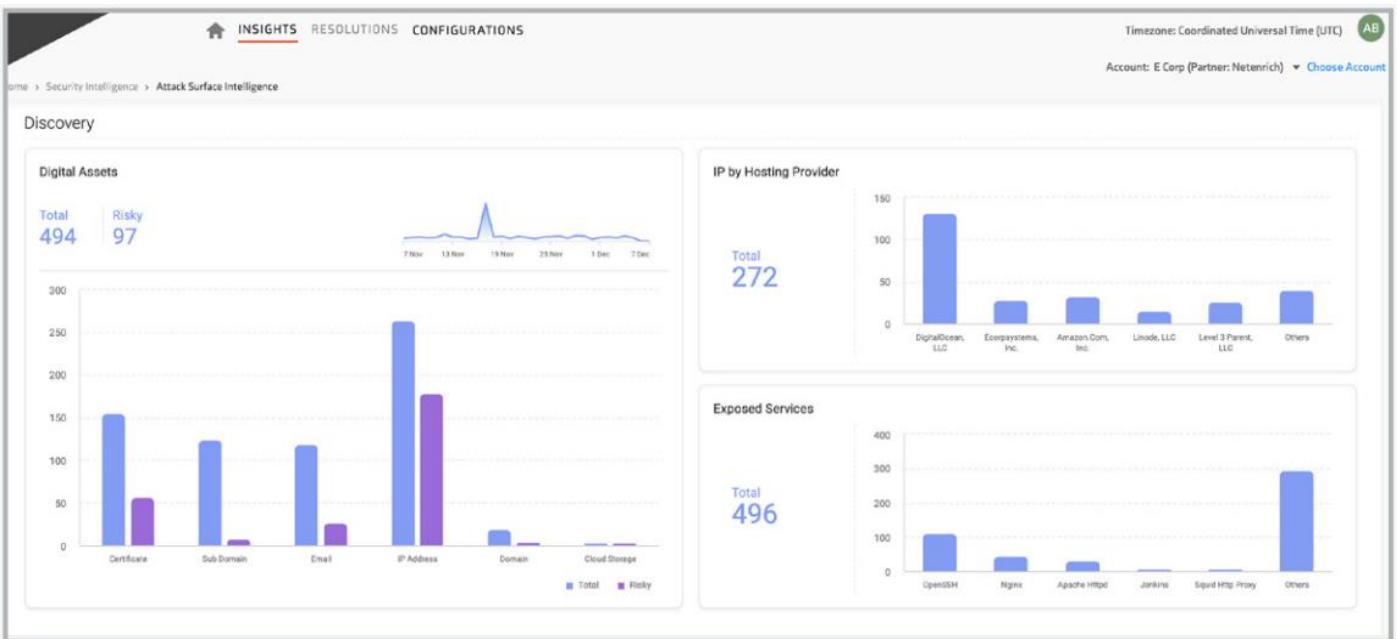 INSIGHTS RESOLUTIONS CONFIGURATIONS
Timezone: Coordinated Universal Time (UTC) AB
Account: E Corp (Partner: Netenrich) Choose Account
ome > Security Intelligence > Attack Surface Intelligence
Discovery
Digital Assets
Total Risky
494 97
7 Nov 13 Nov 19 Nov 25 Nov 1 Dec 7 Dec
300
250
200
150
100
50
0
Certificate Sub Domain Email IP Address Domain Cloud Storage
Total Risky
IP by Hosting Provider
Total
272
150
100
50
0
DigitalOcean, LLC
Ecorpsystems, Inc.
Amazon.Com, Inc.
Linode, LLC
Level 3 Parent, LLC
Others
Exposed Services
Total
496
400
300
200
100
0
OpenSSH Nginx Apache Httpd Jenkins Squid Http Proxy Others